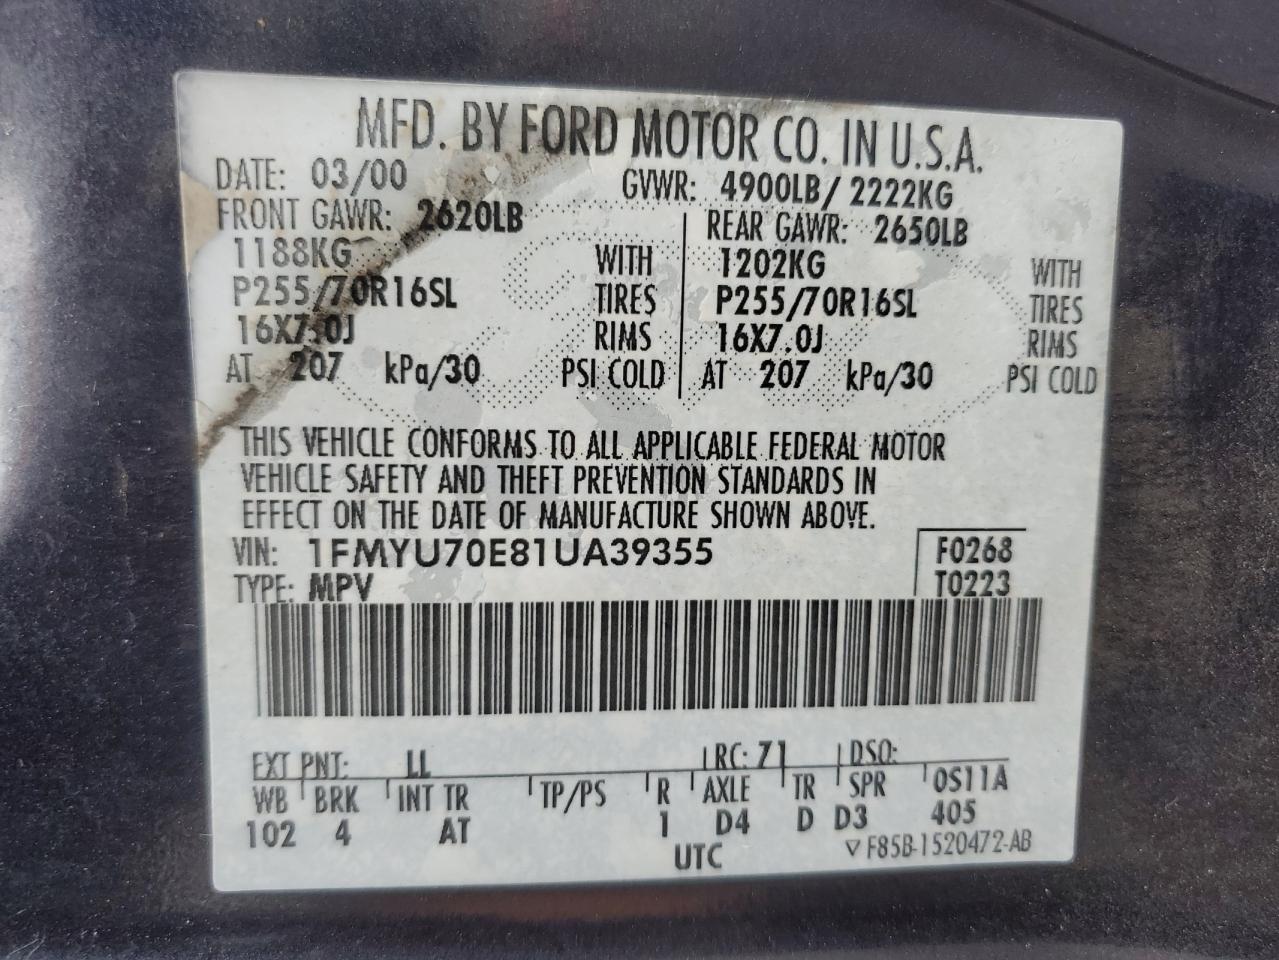 MFD. BY FORD MOTOR CO. IN U.S.A.
DATE: 03/00 GVWR: 4900LB/ 2222KG
FRONT GAWR: 2620LB REAR GAWR: 2650LB
1188KG WITH 1202KG WITH
P255/70R16SL TIRES P255/70R16SL TIRES
16X7.0J RIMS 16X7.0J RIMS
AT 207 kPa/30 PSI COLD AT 207 kPa/30 PSI COLD
THIS VEHICLE CONFORMS TO ALL APPLICABLE FEDERAL MOTOR
VEHICLE SAFETY AND THEFT PREVENTION STANDARDS IN
EFFECT ON THE DATE OF MANUFACTURE SHOWN ABOVE.
VIN: 1FMYU70E81UA39355 F0268
TYPE: MPV T0223
EXT PNT: LL RC: 71 DSO:
WB BRK INT TR TP/PS R AXLE TR SPR 0S11A
102 4 AT 1 D4 D D3 405
UTC ▽ F85B-1520472-AB